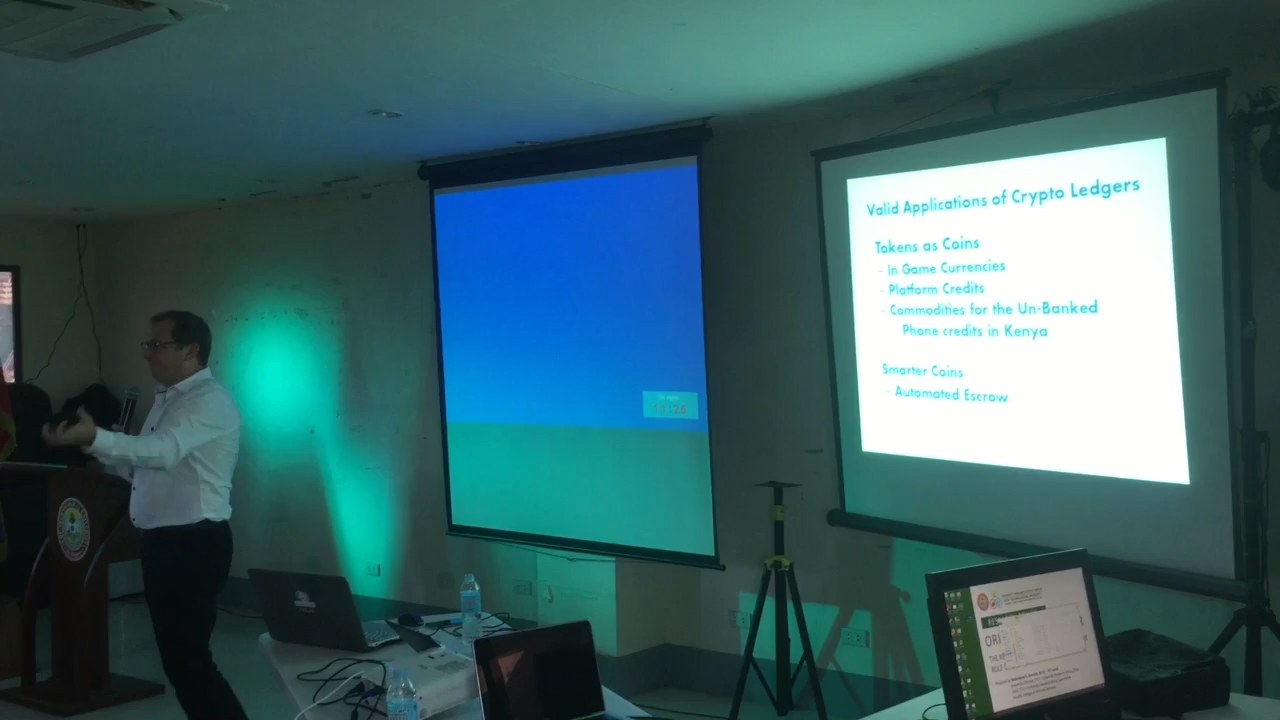 Valid Applications of Crypto Ledgers
Tokens as Coins
- In Game Currencies
- Platform Credits
- Commodities for the Un-Banked
Phone credits in Kenya
Smarter Coins
- Automated Escrow
11:25
ORI